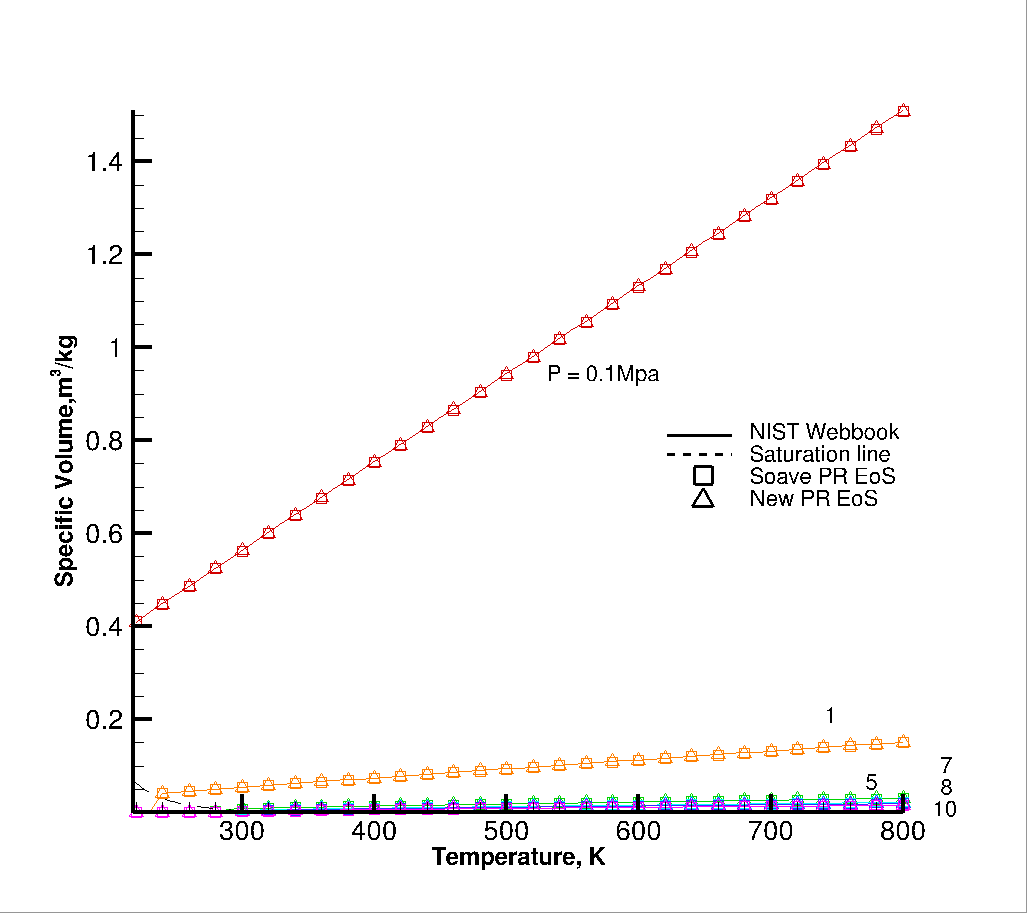 1.4
1.2
1
0.8
0.6
0.4
0.2
Specific Volume,m³/kg
P = 0.1Mpa
NIST Webbook
Saturation line
Soave PR EoS
New PR EoS
1
5
7
8
10
300 400 500 600 700 800
Temperature, K